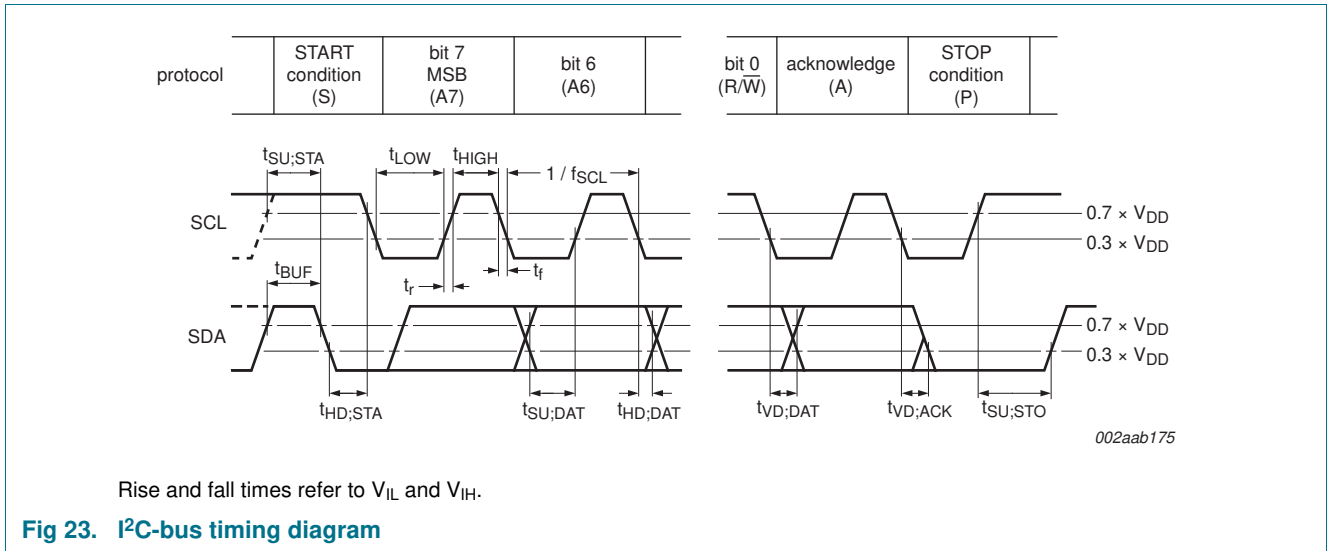 protocol
START
condition
(S)
bit 7
MSB
(A7)
bit 6
(A6)
bit 0
(R/W̅)
acknowledge
(A)
STOP
condition
(P)
tSU;STA
tLOW
tHIGH
1 / fSCL
SCL
0.7 × VDD
0.3 × VDD
tBUF
tr
tf
SDA
0.7 × VDD
0.3 × VDD
tHD;STA
tSU;DAT
tHD;DAT
tVD;DAT
tVD;ACK
tSU;STO
002aab175
Rise and fall times refer to VIL and VIH.
Fig 23. I²C-bus timing diagram